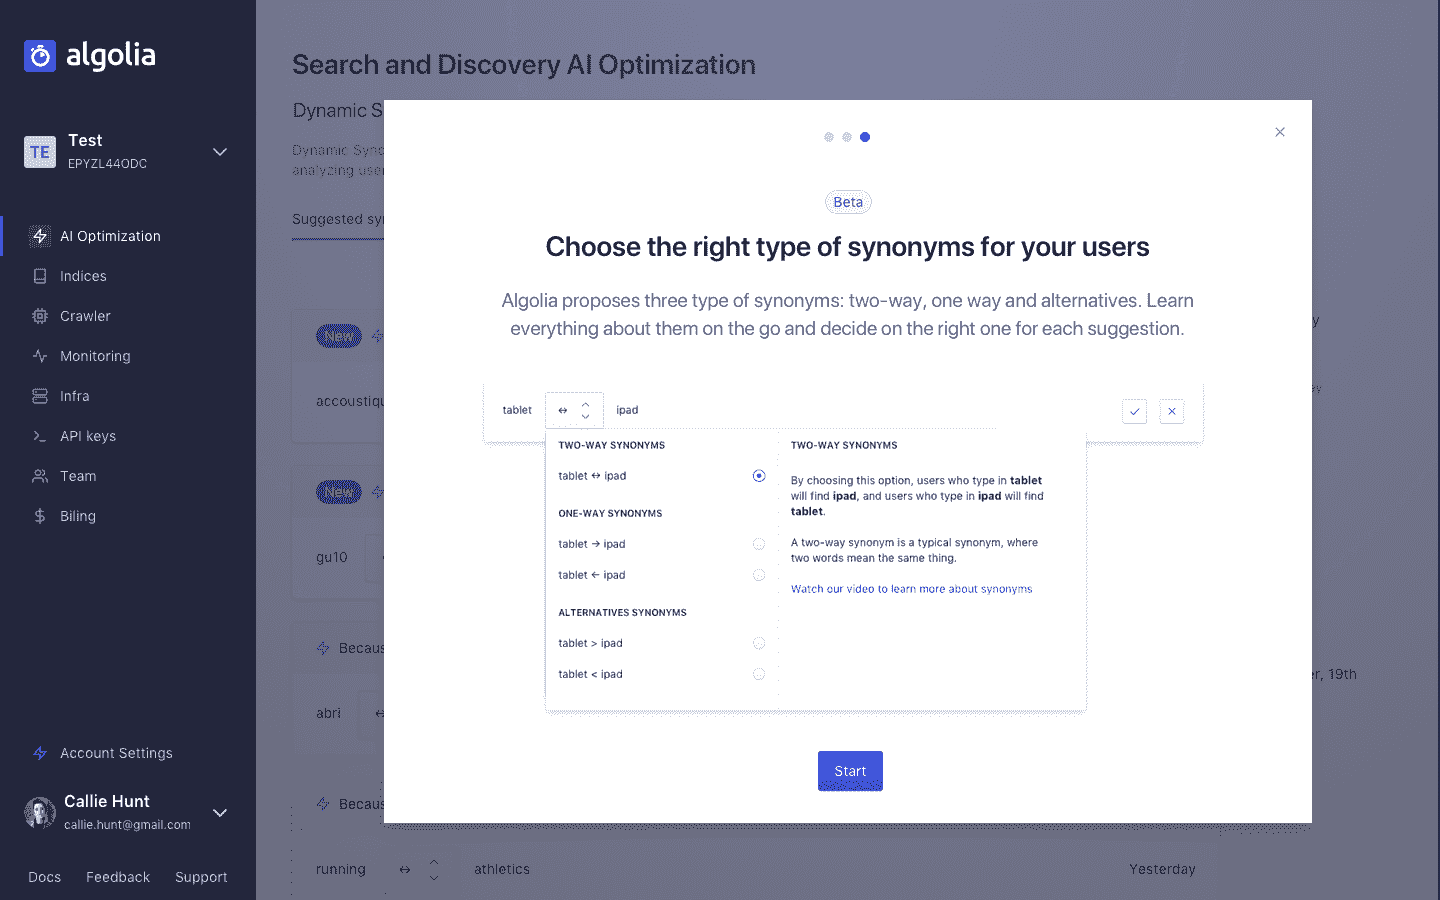 algolia
TE
Test
EPYZL44ODC
AI Optimization
Indices
Crawler
Monitoring
Infra
API keys
Team
Biling
Account Settings
Callie Hunt
callie.hunt@gmail.com
Docs Feedback Support
Search and Discovery AI Optimization
Dynamic S
Dynamic Sync
analyzing user
Suggested syn
New
accoustiqu
New
gu10
Becaus
abri ↔
Becaus
running ↔ athletics Yesterday
y
ey
er, 19th
Beta
Choose the right type of synonyms for your users
Algolia proposes three type of synonyms: two-way, one way and alternatives. Learn
everything about them on the go and decide on the right one for each suggestion.
tablet ↔ ipad
TWO-WAY SYNONYMS
tablet ↔ ipad
ONE-WAY SYNONYMS
tablet → ipad
tablet ← ipad
ALTERNATIVES SYNONYMS
tablet > ipad
tablet < ipad
TWO-WAY SYNONYMS
By choosing this option, users who type in tablet
will find ipad, and users who type in ipad will find
tablet.
A two-way synonym is a typical synonym, where
two words mean the same thing.
Watch our video to learn more about synonyms
Start